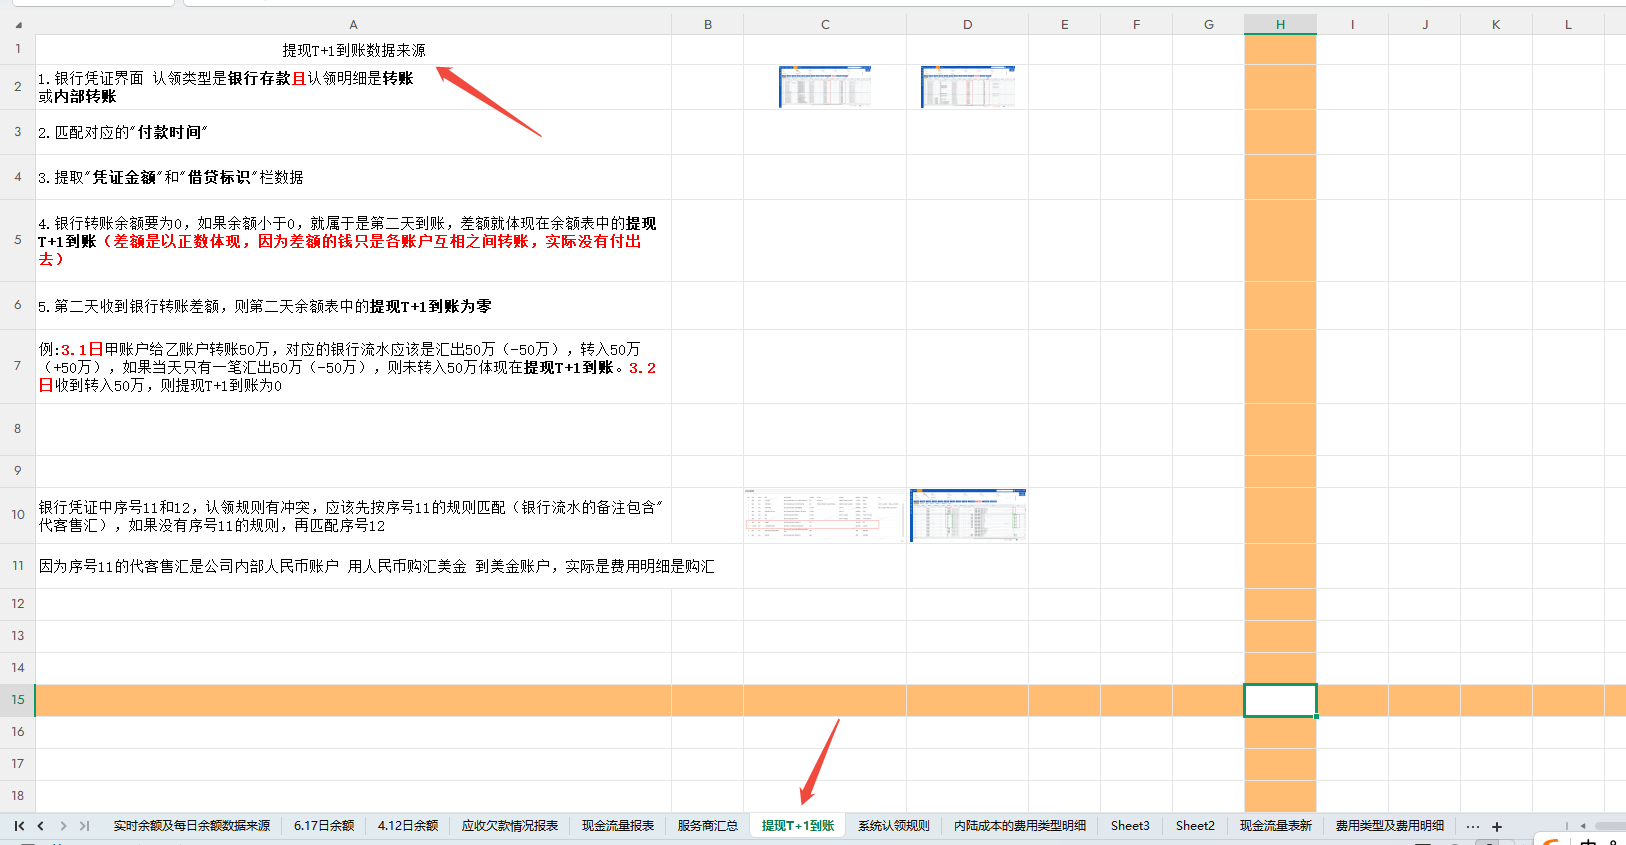 A B C D E F G H I J K L
1 提现T+1到账数据来源
2 1.银行凭证界面 认领类型是银行存款且认领明细是转账
或内部转账
3 2.匹配对应的"付款时间"
4 3.提取"凭证金额"和"借贷标识"栏数据
4.银行转账余额要为0，如果余额小于0，就属于是第二天到账，差额就体现在余额表中的提现
5 T+1到账（差额是以正数体现，因为差额的钱只是各账户互相之间转账，实际没有付出
去）
6 5.第二天收到银行转账差额，则第二天余额表中的提现T+1到账为零
例:3.1日甲账户给乙账户转账50万，对应的银行流水应该是汇出50万（-50万），转入50万
7 （+50万），如果当天只有一笔汇出50万（-50万），则未转入50万体现在提现T+1到账。3.2
日收到转入50万，则提现T+1到账为0
8
9
10 银行凭证中序号11和12，认领规则有冲突，应该先按序号11的规则匹配（银行流水的备注包含"
代客售汇），如果没有序号11的规则，再匹配序号12
11 因为序号11的代客售汇是公司内部人民币账户 用人民币购汇美金 到美金账户，实际是费用明细是购汇
12
13
14
15
16
17
18
实时余额及每日余额数据来源 6.17日余额 4.12日余额 应收欠款情况报表 现金流量报表 服务商汇总 提现T+1到账 系统认领规则 内陆成本的费用类型明细 Sheet3 Sheet2 现金流量表新 费用类型及费用明细 ··· +